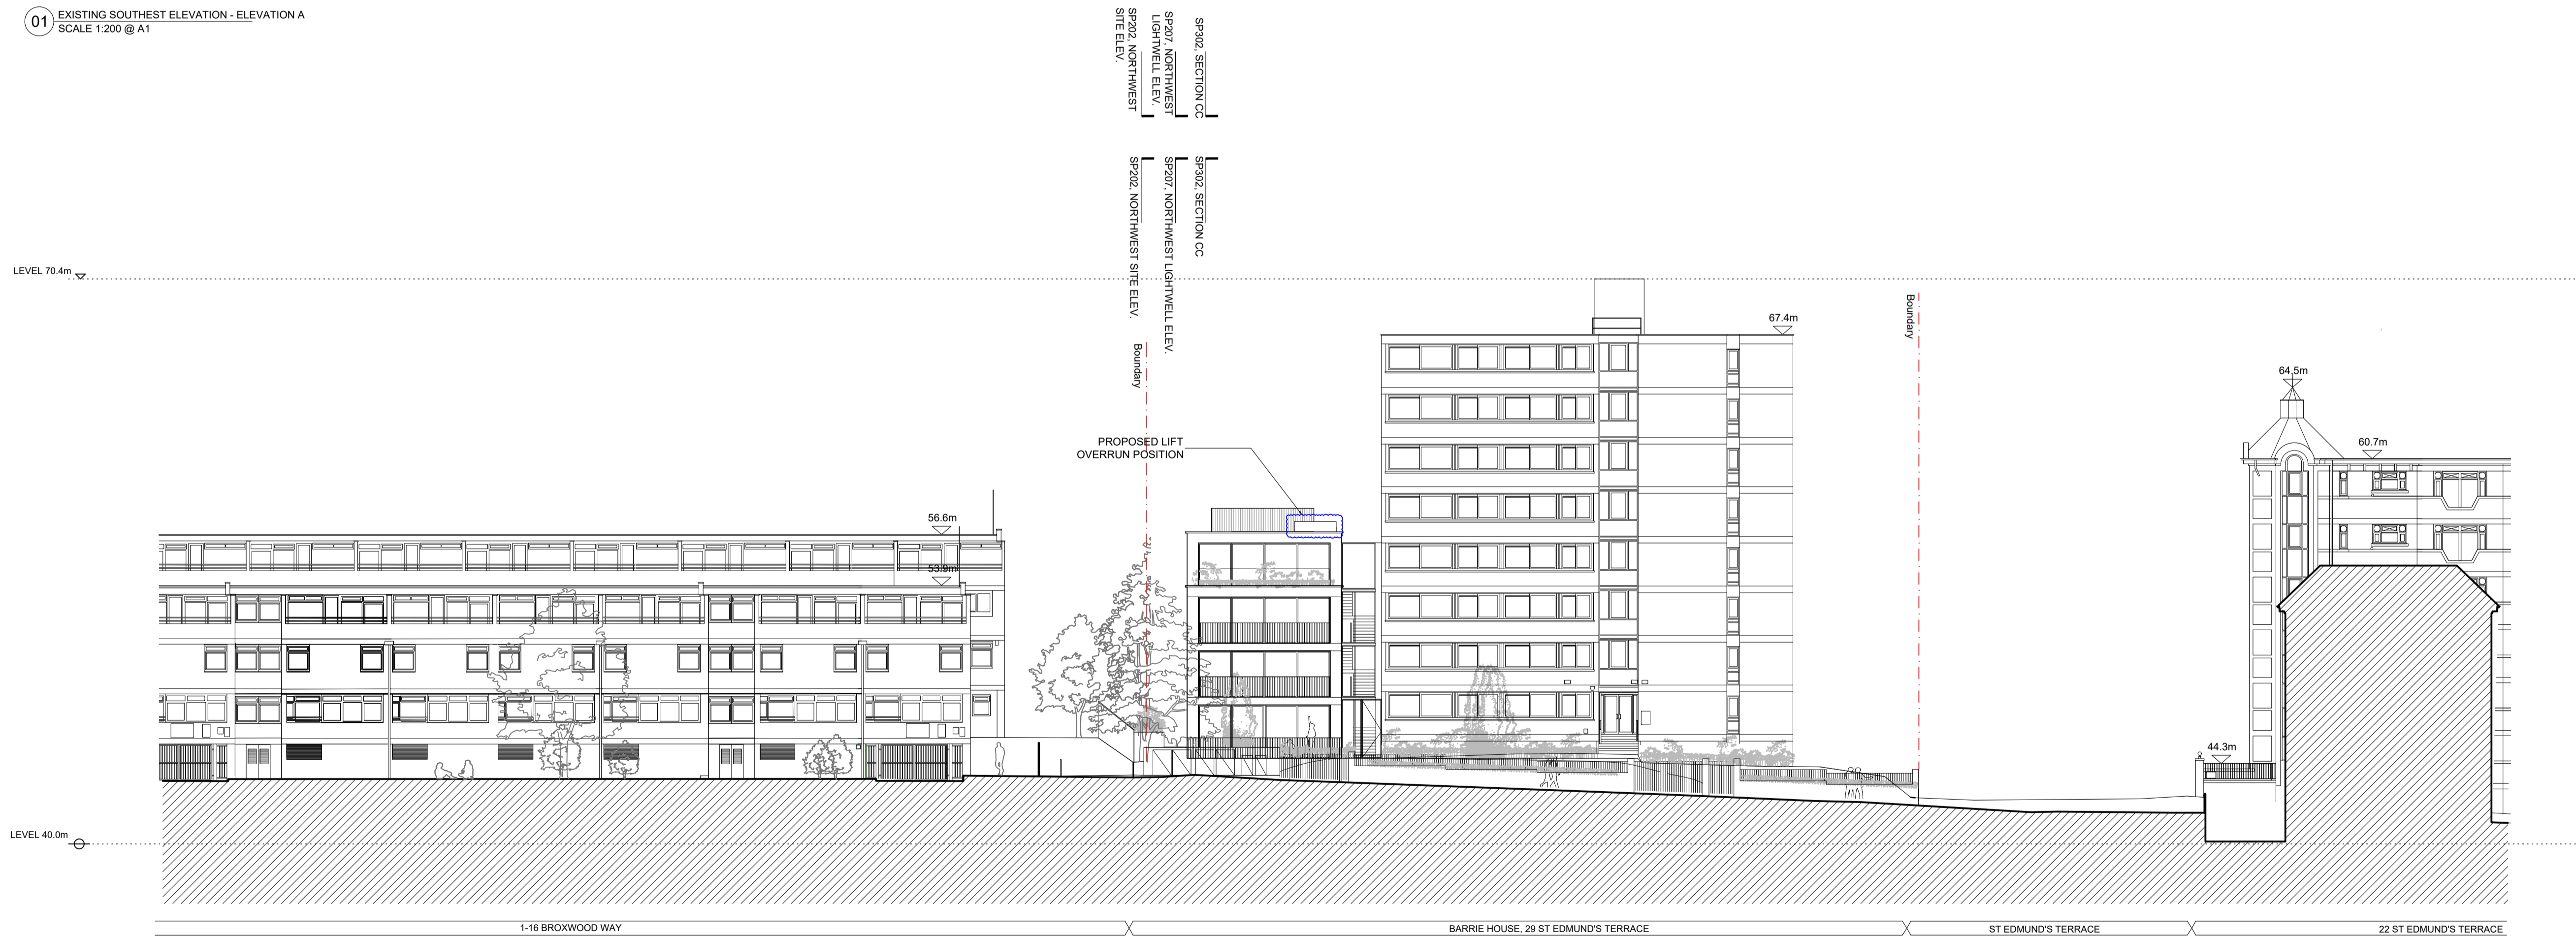 01
EXISTING SOUTHEST ELEVATION - ELEVATION A
SCALE 1:200 @ A1
SP202, NORTHWEST
SITE ELEV.
SP207, NORTHWEST
LIGHTWELL ELEV.
SP302, SECTION CC
SP202, NORTHWEST SITE ELEV.
SP207, NORTHWEST LIGHTWELL ELEV.
SP302, SECTION CC
LEVEL 70.4m
Boundary
Boundary
67.4m
64.5m
60.7m
PROPOSED LIFT
OVERRUN POSITION
56.6m
53.9m
44.3m
LEVEL 40.0m
1-16 BROXWOOD WAY
BARRIE HOUSE, 29 ST EDMUND'S TERRACE
ST EDMUND'S TERRACE
22 ST EDMUND'S TERRACE